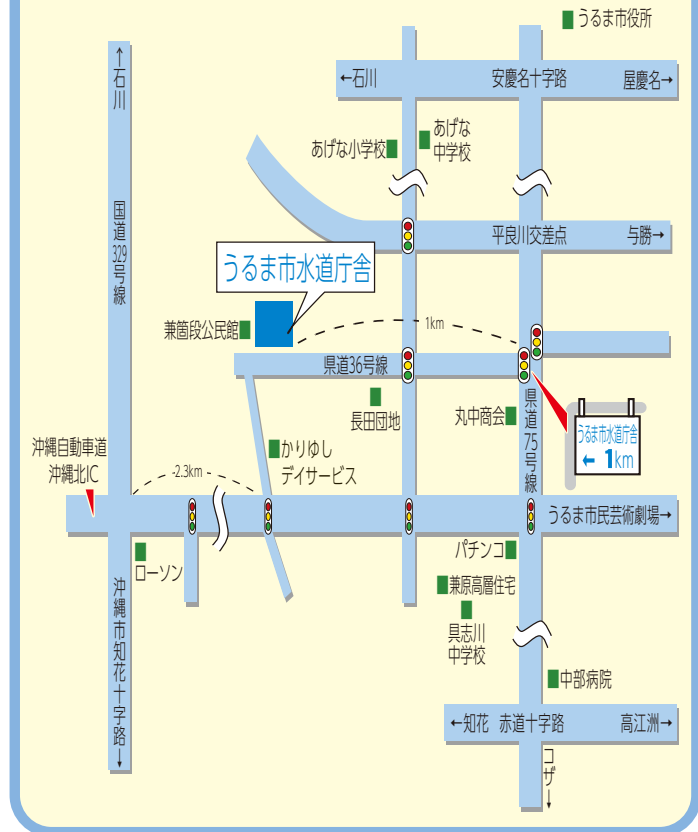 うるま市役所
↑石川
←石川
安慶名十字路
屋慶名→
あげな小学校
あげな
中学校
国道329号線
平良川交差点
与勝→
うるま市水道庁舎
兼箇段公民館
1km
県道36号線
長田団地
丸中商会
県道75号線
うるま市水道庁舎
← 1km
沖縄自動車道
沖縄北IC
-2.3km
かりゆし
デイサービス
うるま市民芸術劇場→
ローソン
パチンコ
兼原高層住宅
具志川
中学校
沖縄市知花十字路↓
中部病院
←知花
赤道十字路
高江洲→
コザ↓